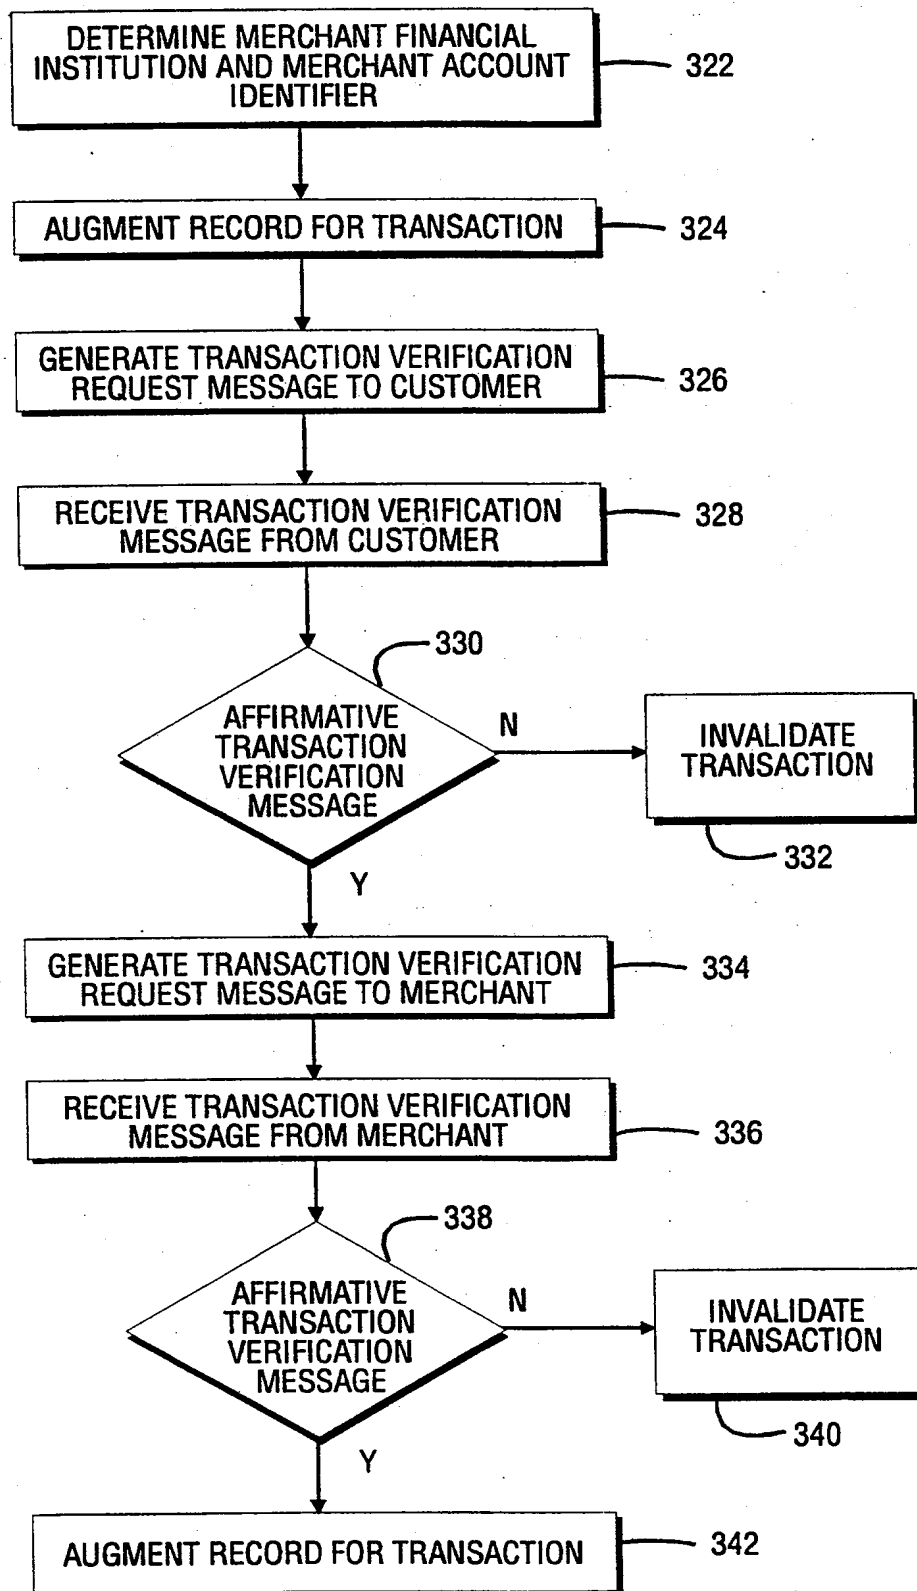 DETERMINE MERCHANT FINANCIAL
INSTITUTION AND MERCHANT ACCOUNT
IDENTIFIER
322
AUGMENT RECORD FOR TRANSACTION
324
GENERATE TRANSACTION VERIFICATION
REQUEST MESSAGE TO CUSTOMER
326
RECEIVE TRANSACTION VERIFICATION
MESSAGE FROM CUSTOMER
328
330
AFFIRMATIVE
TRANSACTION
VERIFICATION
MESSAGE
N
INVALIDATE
TRANSACTION
332
Y
GENERATE TRANSACTION VERIFICATION
REQUEST MESSAGE TO MERCHANT
334
RECEIVE TRANSACTION VERIFICATION
MESSAGE FROM MERCHANT
336
338
AFFIRMATIVE
TRANSACTION
VERIFICATION
MESSAGE
N
INVALIDATE
TRANSACTION
340
Y
AUGMENT RECORD FOR TRANSACTION
342